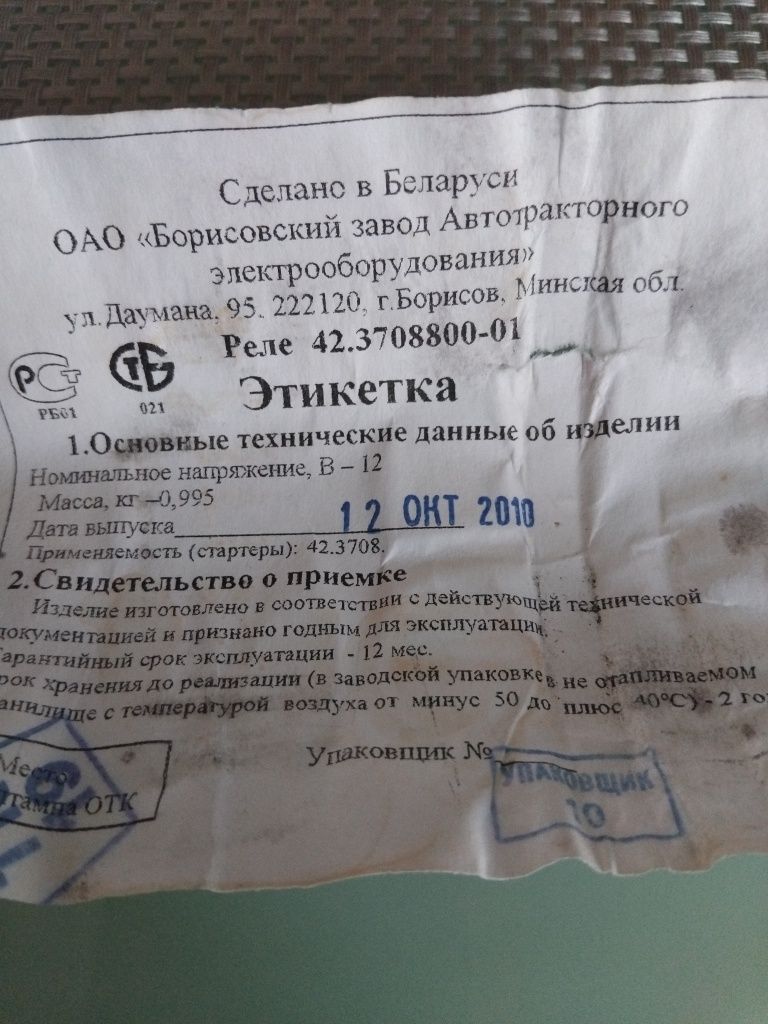 Сделано в Беларуси
ОАО «Борисовский завод Автотракторного
электрооборудования»
ул.Даумана, 95. 222120, г.Борисов, Минская обл.
Реле 42.3708800-01
РСТ
РБ01
СТБ
021
Этикетка
1.Основные технические данные об изделии
Номинальное напряжение, В – 12
Масса, кг –0,995
Дата выпуска 12 ОКТ 2010
Применяемость (стартеры): 42.3708.
2.Свидетельство о приемке
Изделие изготовлено в соответствии с действующей технической
документацией и признано годным для эксплуатации.
Гарантийный срок эксплуатации - 12 мес.
рок хранения до реализации (в заводской упаковке в не отапливаемом
анилище с температурой воздуха от минус 50 до плюс 40°С) - 2 го
Место
штампа ОТК
Упаковщик №
УПАКОВЩИК
10